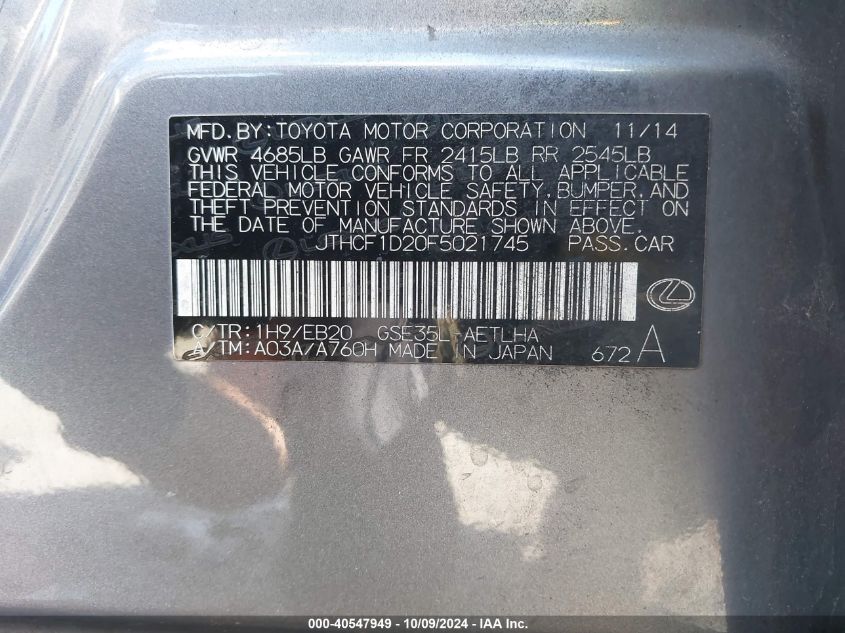 MFD.BY:TOYOTA MOTOR CORPORATION 11/14
GVWR 4685LB GAWR FR 2415LB RR 2545LB
THIS VEHICLE CONFORMS TO ALL APPLICABLE
FEDERAL MOTOR VEHICLE SAFETY,BUMPER,AND
THEFT PREVENTION STANDARDS IN EFFECT ON
THE DATE OF MANUFACTURE SHOWN ABOVE.
JTHCF1D20F5021745 PASS.CAR
C/TR:1H9/EB20 GSE35L-AETLHA
A/TM:A03A/A760H MADE IN JAPAN 672 A
000-40547949 - 10/09/2024 - IAA Inc.